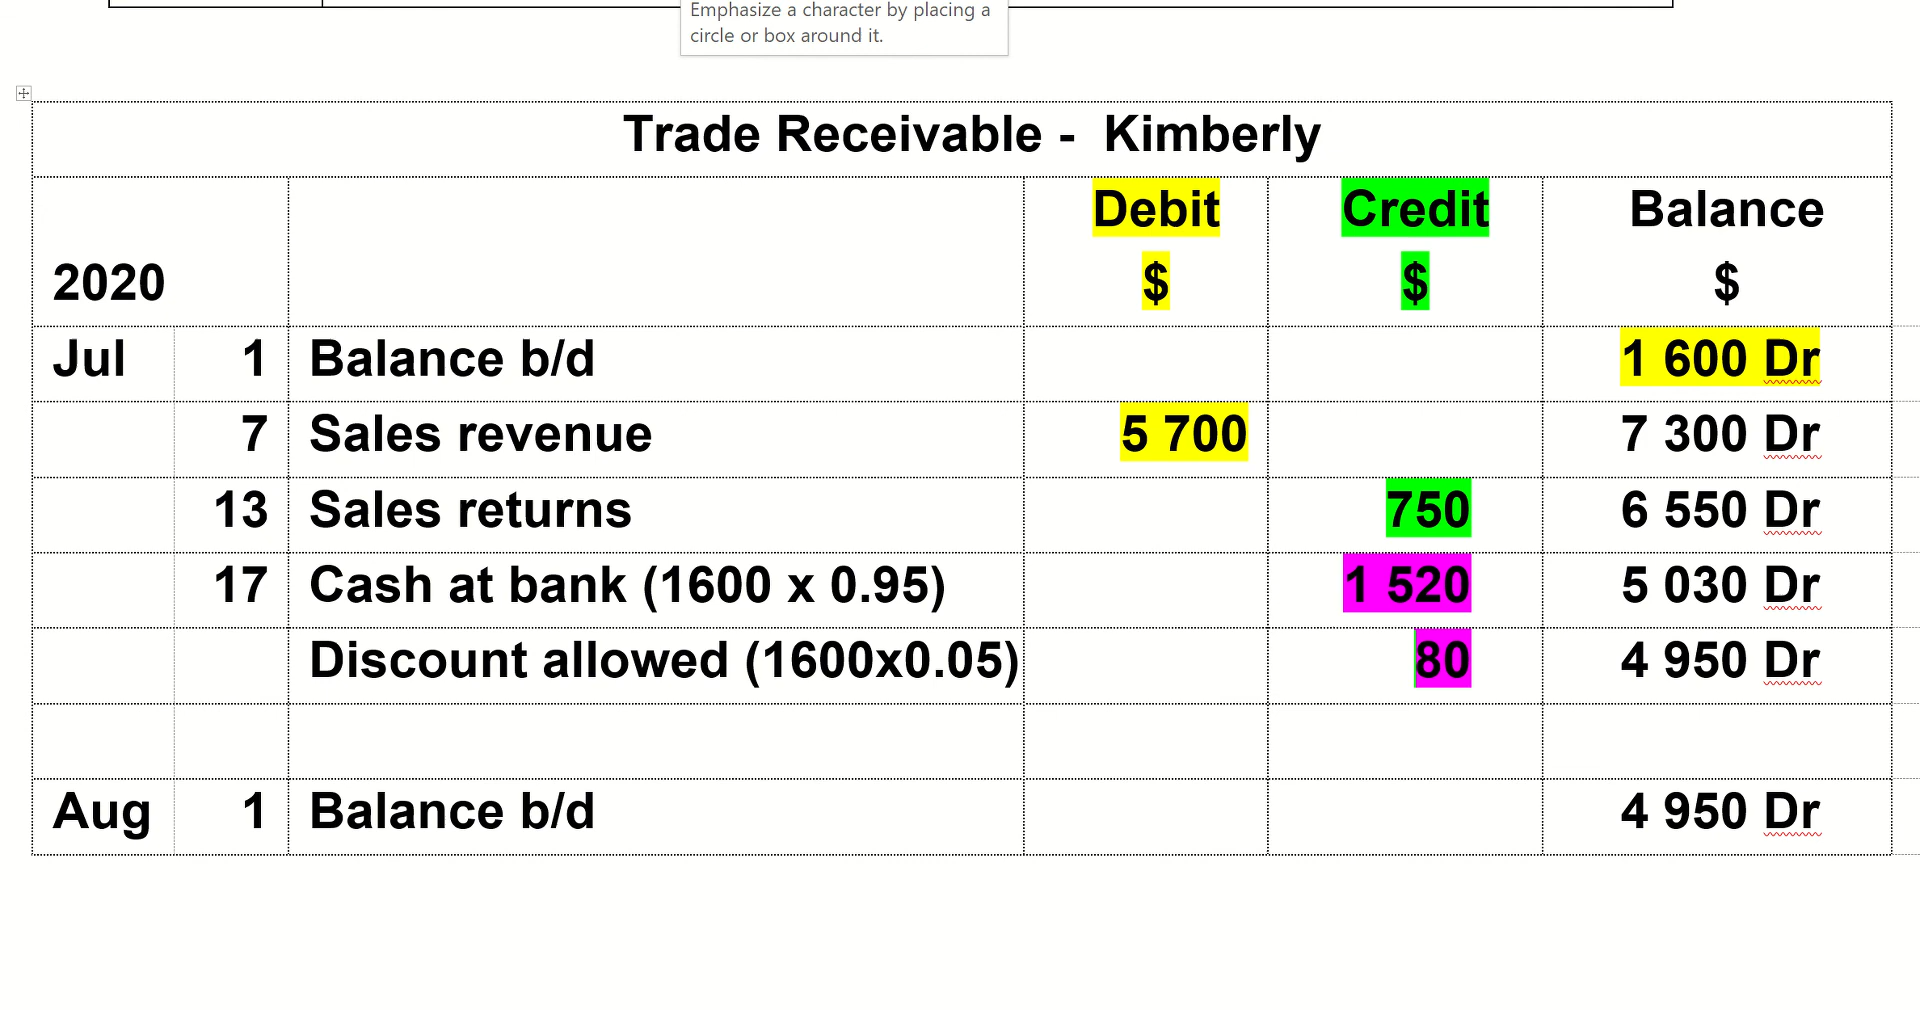 Emphasize a character by placing a
circle or box around it.
Trade Receivable - Kimberly
2020 Debit $ Credit $ Balance $
Jul 1 Balance b/d 1 600 Dr
7 Sales revenue 5 700 7 300 Dr
13 Sales returns 750 6 550 Dr
17 Cash at bank (1600 x 0.95) 1 520 5 030 Dr
Discount allowed (1600x0.05) 80 4 950 Dr
Aug 1 Balance b/d 4 950 Dr